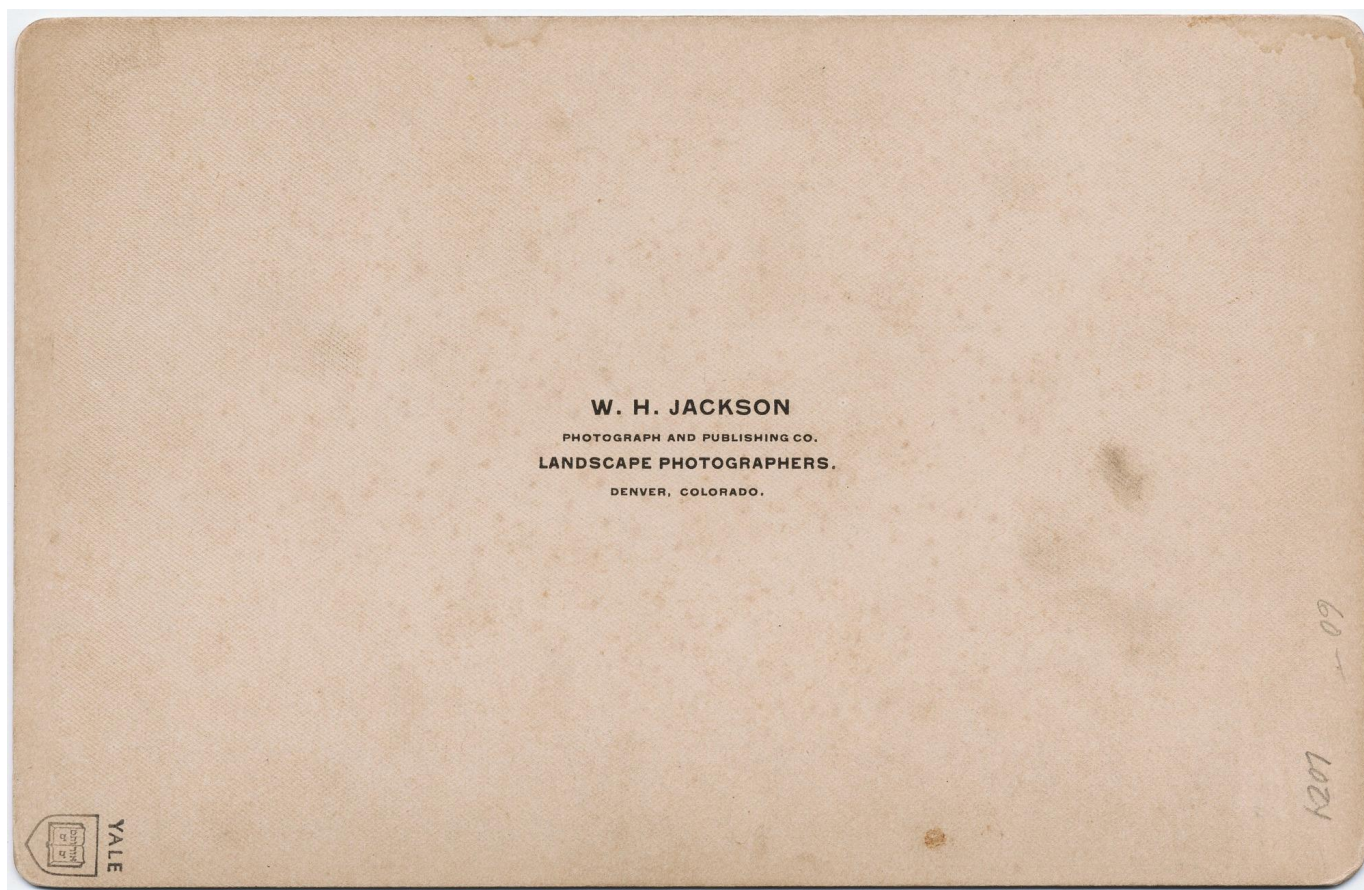 W. H. JACKSON
PHOTOGRAPH AND PUBLISHING CO.
LANDSCAPE PHOTOGRAPHERS.
DENVER, COLORADO.
YALE